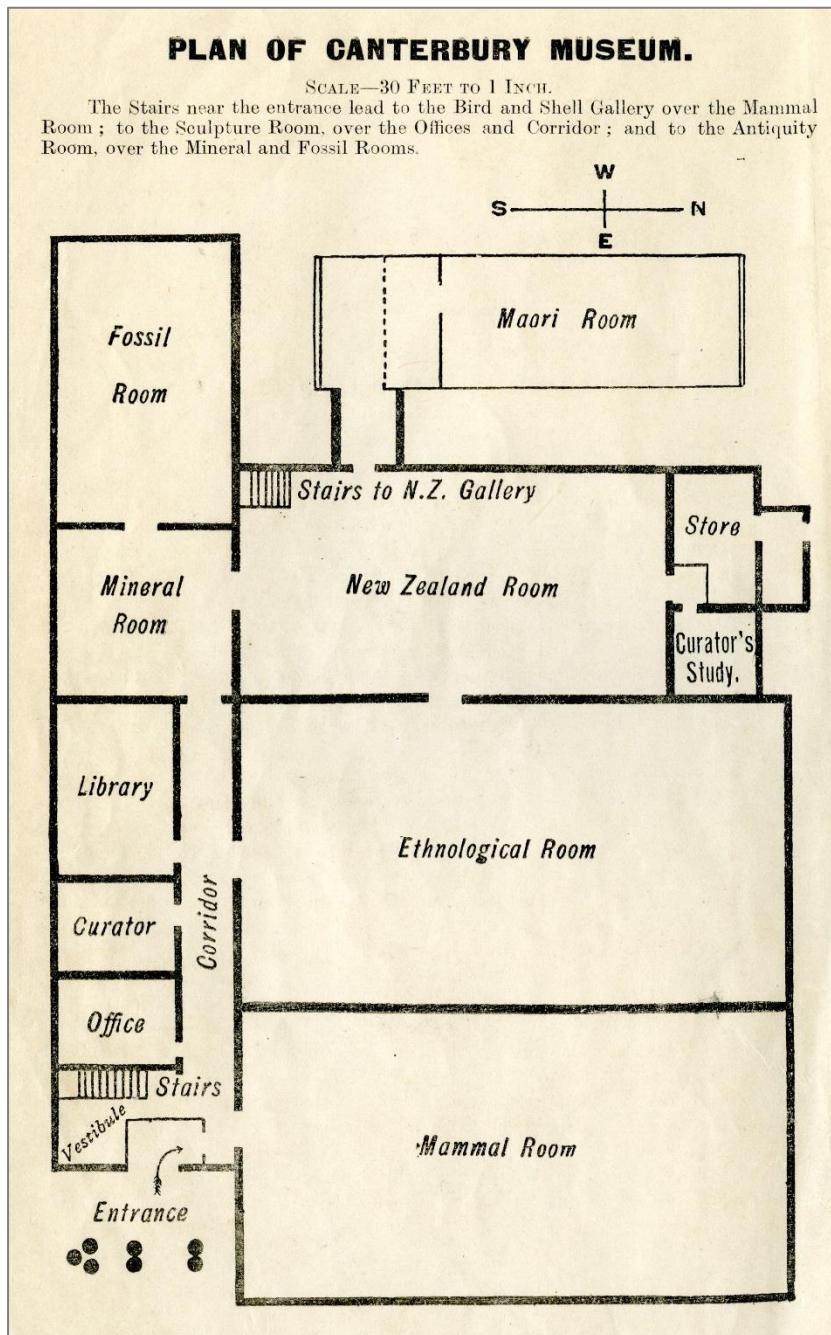 PLAN OF CANTERBURY MUSEUM.
SCALE—30 FEET TO 1 INCH.
The Stairs near the entrance lead to the Bird and Shell Gallery over the Mammal
Room ; to the Sculpture Room, over the Offices and Corridor ; and to the Antiquity
Room, over the Mineral and Fossil Rooms.
W
S N
E
Fossil
Room
Maori Room
Stairs to N.Z. Gallery
Store
Mineral
Room
New Zealand Room
Curator's
Study.
Library
Ethnological Room
Corridor
Curator
Office
Stairs
Vestibule
Mammal Room
Entrance